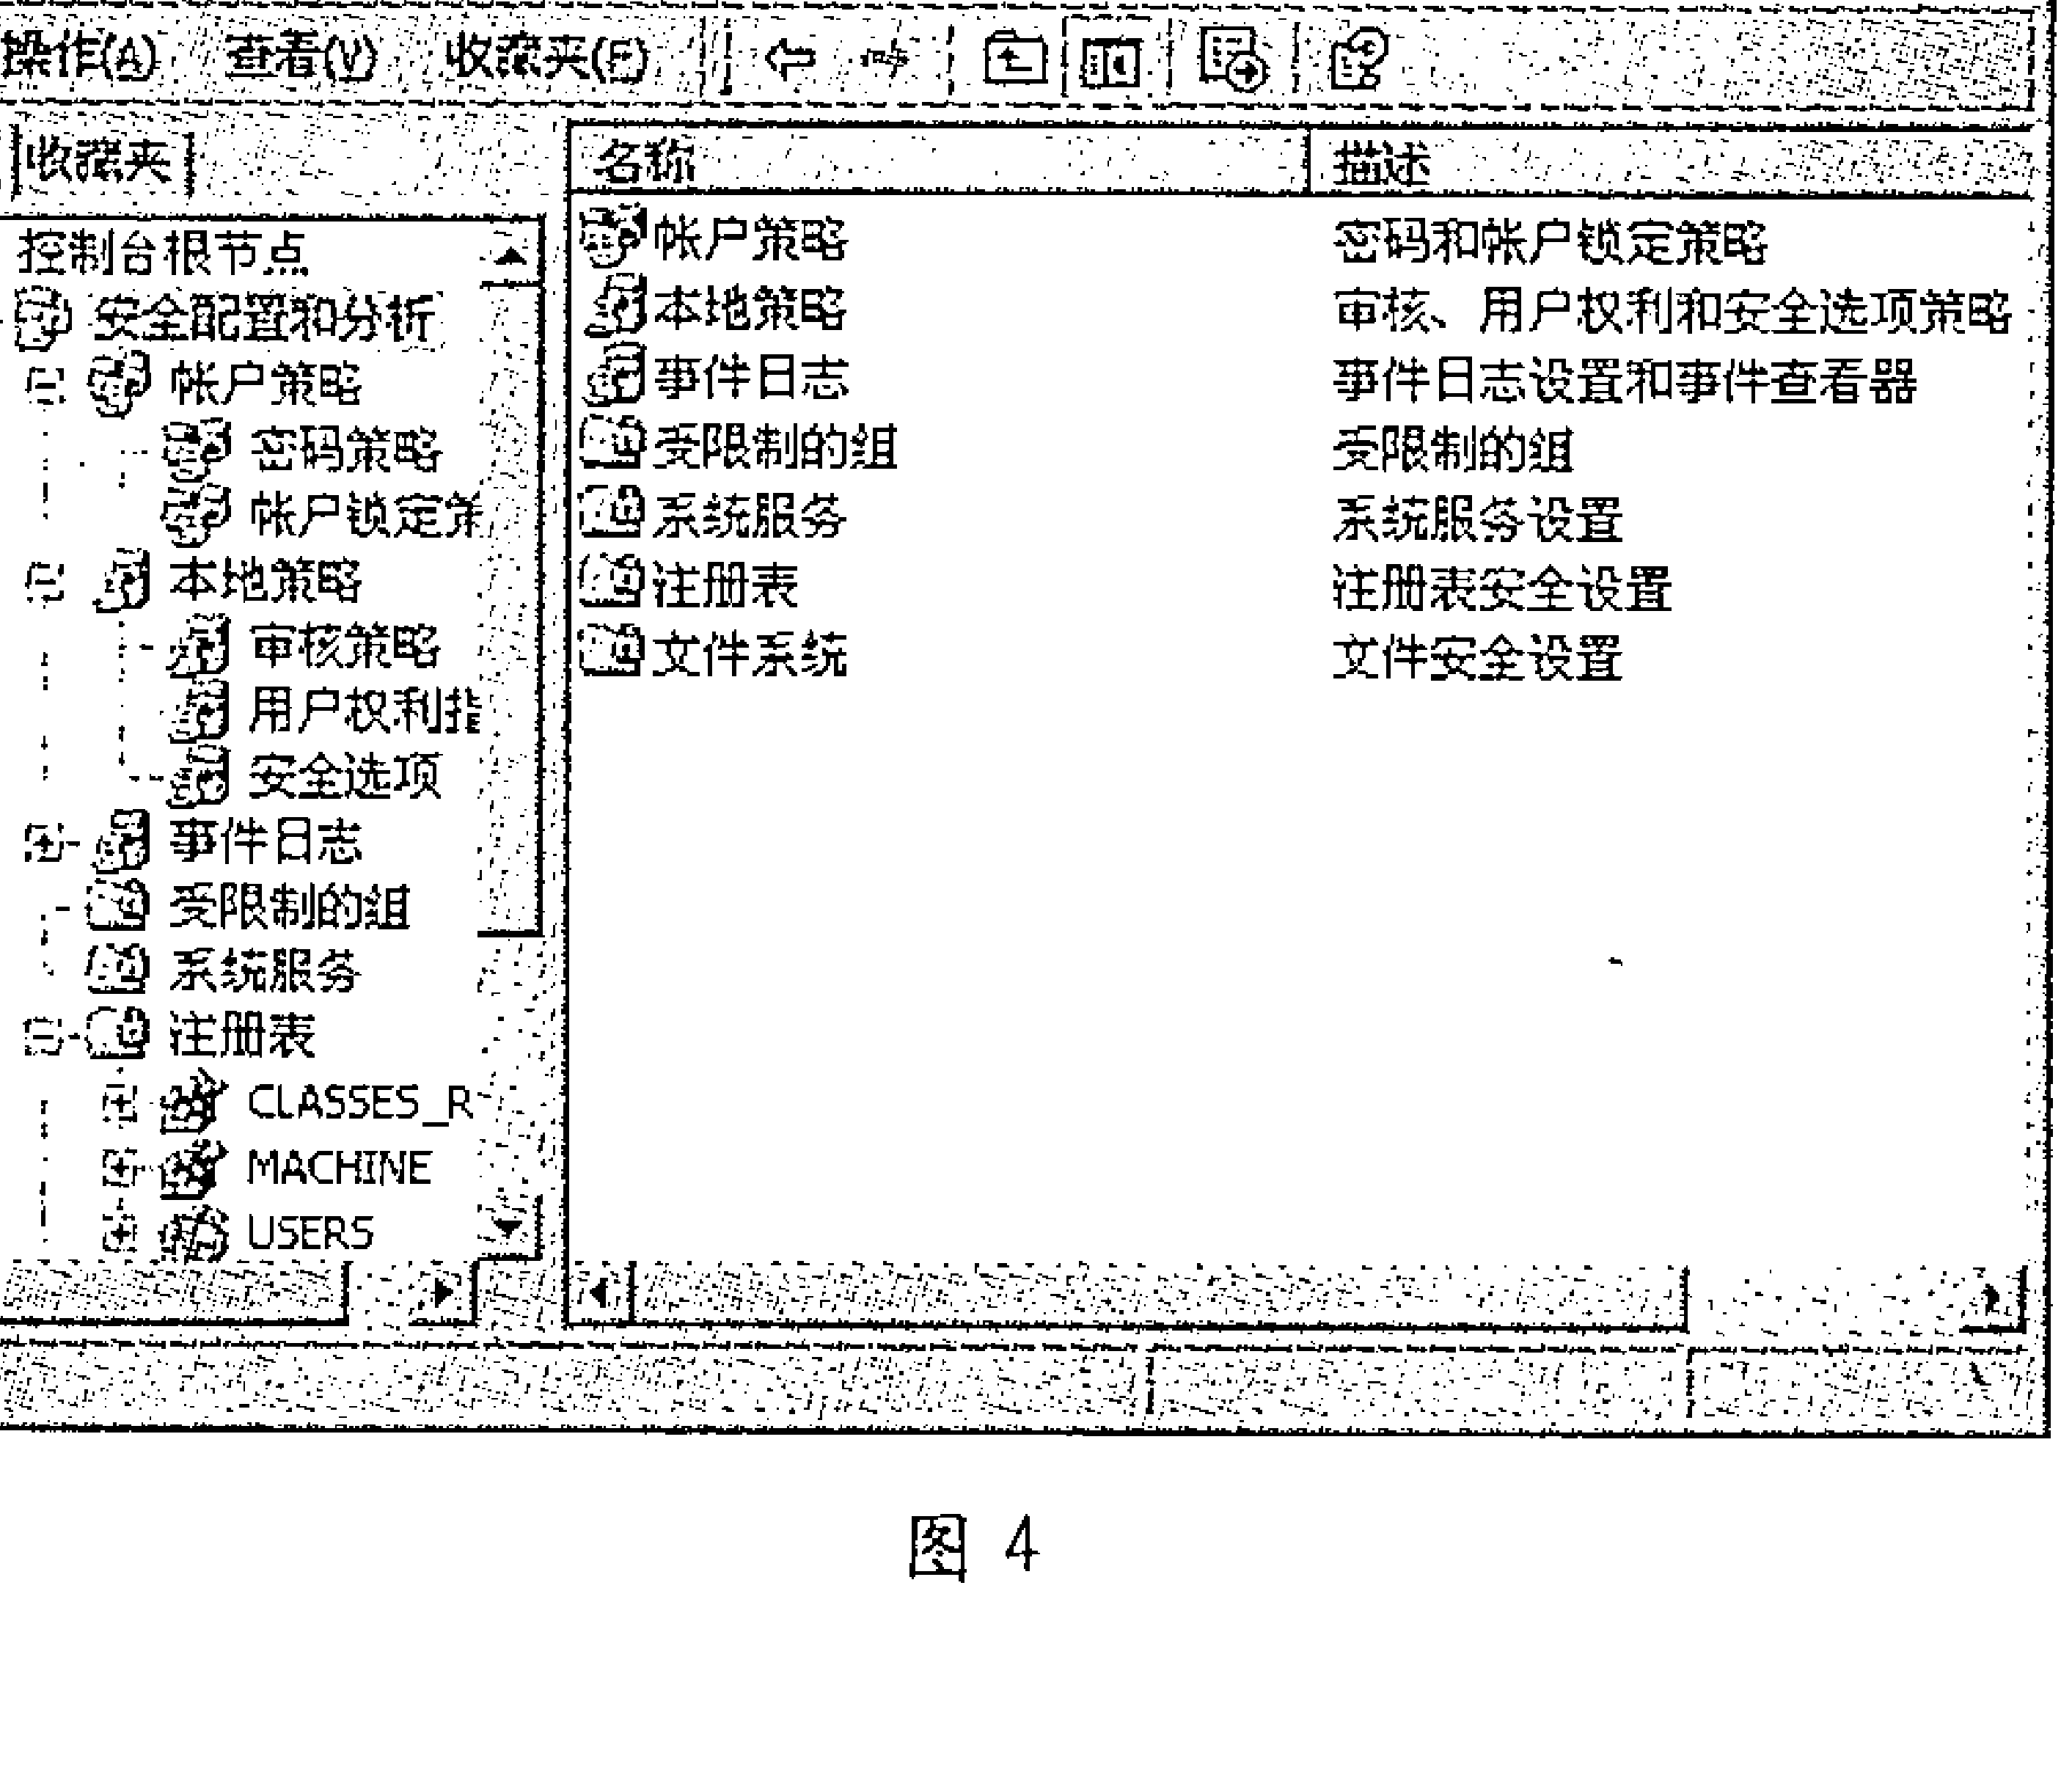 操作(A) 查看(V) 收藏夹(F)
收藏夹
控制台根节点
安全配置和分析
帐户策略
密码策略
帐户锁定策
本地策略
审核策略
用户权利指
安全选项
事件日志
受限制的组
系统服务
注册表
CLASSES_R
MACHINE
USERS
名称 描述
帐户策略 密码和帐户锁定策略
本地策略 审核、用户权利和安全选项策略
事件日志 事件日志设置和事件查看器
受限制的组 受限制的组
系统服务 系统服务设置
注册表 注册表安全设置
文件系统 文件安全设置
图 4